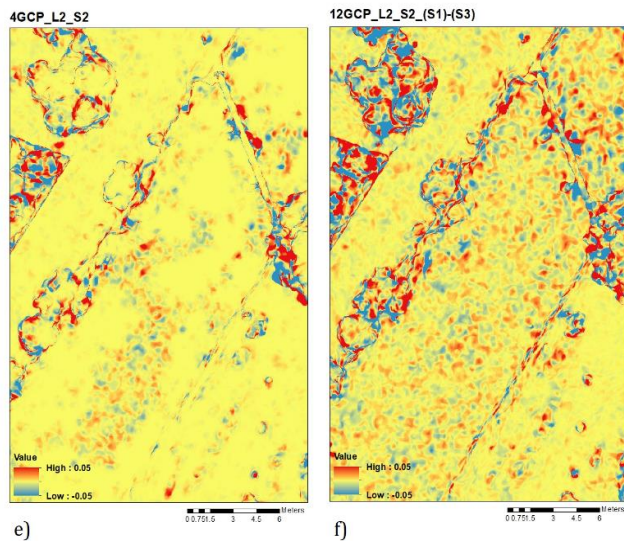 4GCP_L2_S2
Value
High : 0.05
Low : -0.05
Meters
0 0.75 1.5 3 4.5 6
e)
12GCP_L2_S2_(S1)-(S3)
Value
High : 0.05
Low : -0.05
Meters
0 0.75 1.5 3 4.5 6
f)